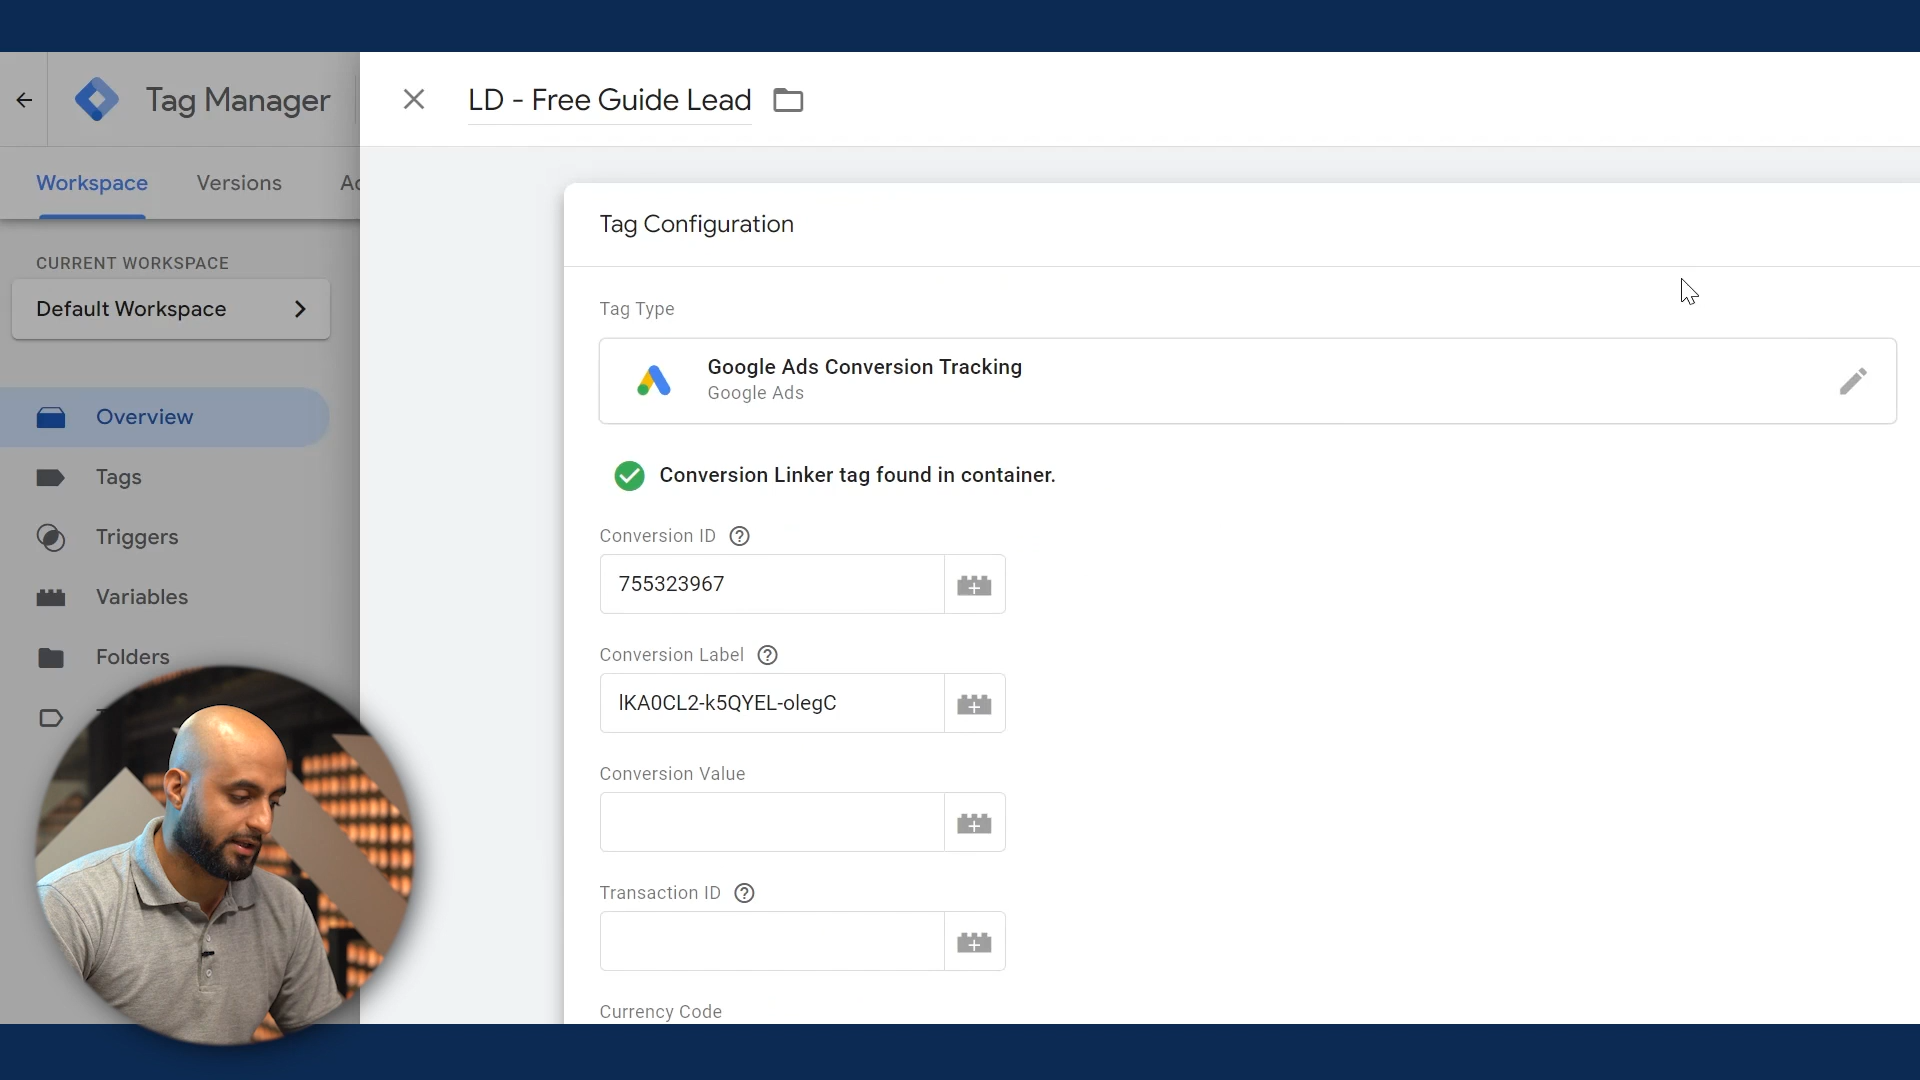 Tag Manager
LD - Free Guide Lead
Workspace
Versions
CURRENT WORKSPACE
Default Workspace
Overview
Tags
Triggers
Variables
Folders
Tag Configuration
Tag Type
Google Ads Conversion Tracking
Google Ads
Conversion Linker tag found in container.
Conversion ID
755323967
Conversion Label
lKA0CL2-k5QYEL-olegC
Conversion Value
Transaction ID
Currency Code